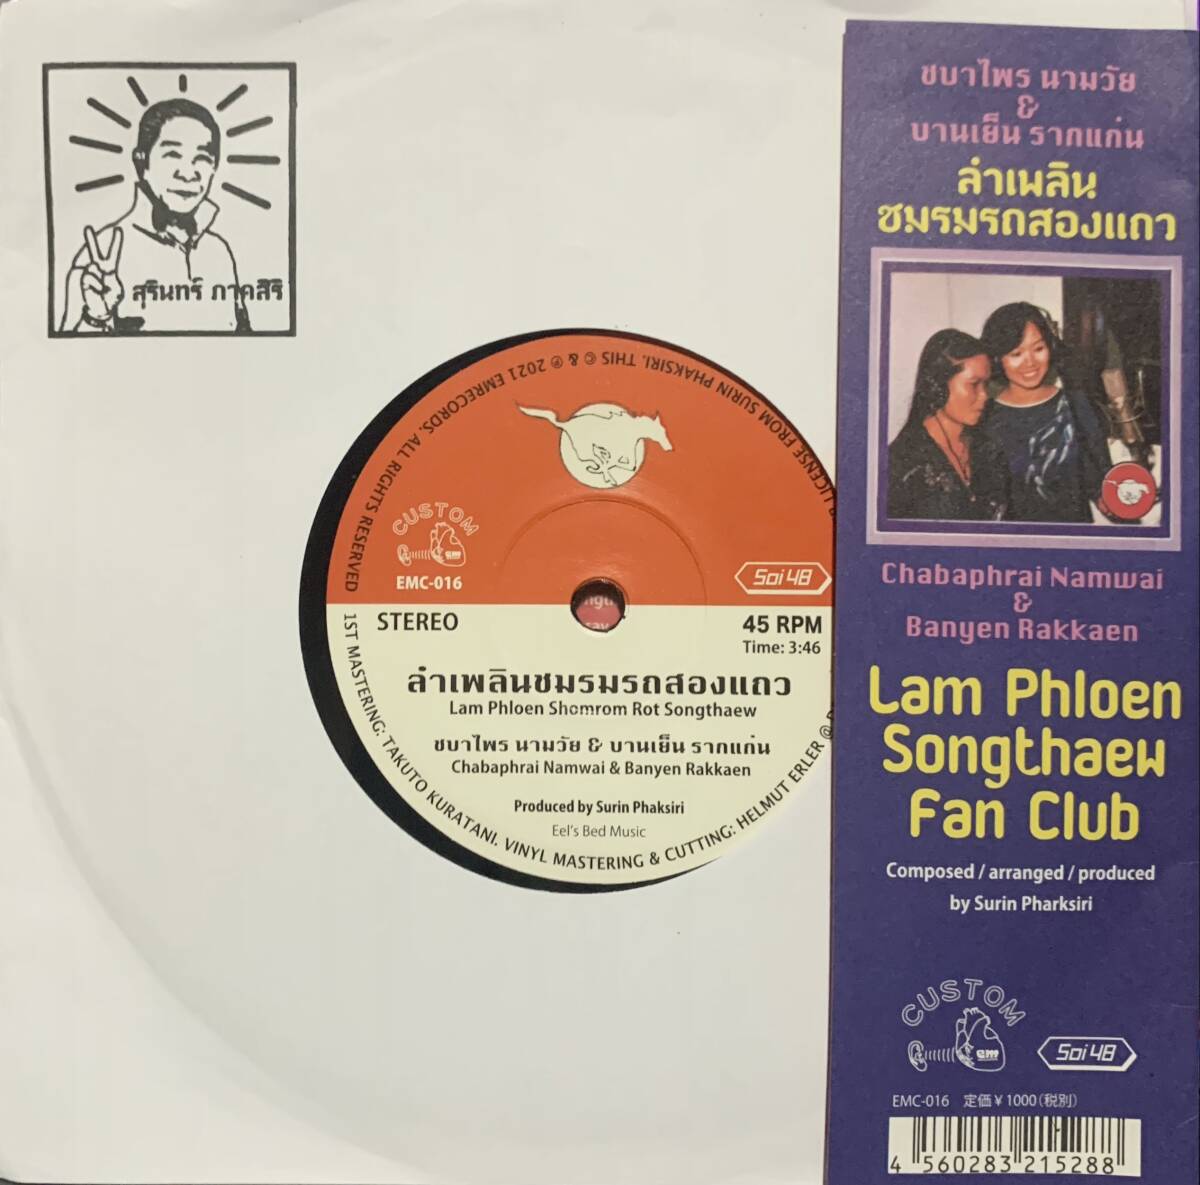 สุรินทร์ ภาคสิริ
LICENSE FROM SURIN PHAKSIRI. THIS © & ℗ 2021 EMRECORDS. ALL RIGHTS RESERVED
CUSTOM
em
EMC-016
Soi48
STEREO
45 RPM
Time: 3:46
ลำเพลินชมรมรถสองแถว
Lam Phloen Shomrom Rot Songthaew
ชบาไพร นามวัย & บานเย็น รากแก่น
Chabaphrai Namwai & Banyen Rakkaen
Produced by Surin Phaksiri
Eel's Bed Music
1ST MASTERING: TAKUTO KURATANI. VINYL MASTERING & CUTTING: HELMUT ERLER @
ชบาไพร นามวัย
&
บานเย็น รากแก่น
ลำเพลิน
ชมรมรถสองแถว
Chabaphrai Namwai
&
Banyen Rakkaen
Lam Phloen
Songthaew
Fan Club
Composed / arranged / produced
by Surin Pharksiri
CUSTOM
em
Soi48
EMC-016 定価¥1000(税別)
4 560283 215288